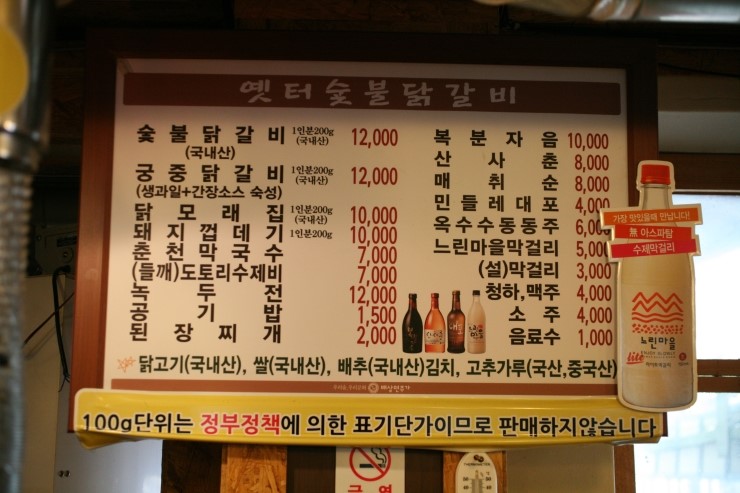 옛터숯불닭갈비
숯불닭갈비 1인분200g (국내산) 12,000
(국내산)
궁중닭갈비 1인분200g (국내산) 12,000
(생과일+간장소스 숙성)
닭모래집 1인분200g (국내산) 10,000
돼지껍데기 1인분200g 10,000
춘천막국수 7,000
(들깨)도토리수제비 7,000
녹두전 12,000
공기밥 1,500
된장찌개 2,000
복분자음 10,000
산사춘 8,000
매취순 8,000
민들레대포 4,000
옥수수동동주 6,0
느린마을막걸리 5,000
(설)막걸리 3,000
청하,맥주 4,000
소주 4,000
음료수 1,000
닭고기(국내산), 쌀(국내산), 배추(국내산)김치, 고추가루(국산,중국산)
배상면주가
100g단위는 정부정책에 의한 표기단가이므로 판매하지않습니다
가장 맛있을때 만납니다!
無 아스파탐
수제막걸리
느린마을
lite
금연